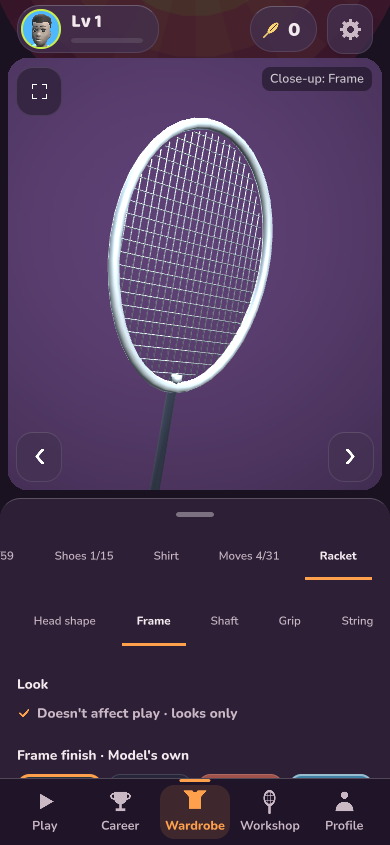 Lv 1
0
Close-up: Frame
59
Shoes 1/15
Shirt
Moves 4/31
Racket
Head shape
Frame
Shaft
Grip
String
Look
Doesn't affect play · looks only
Frame finish · Model's own
Play
Career
Wardrobe
Workshop
Profile